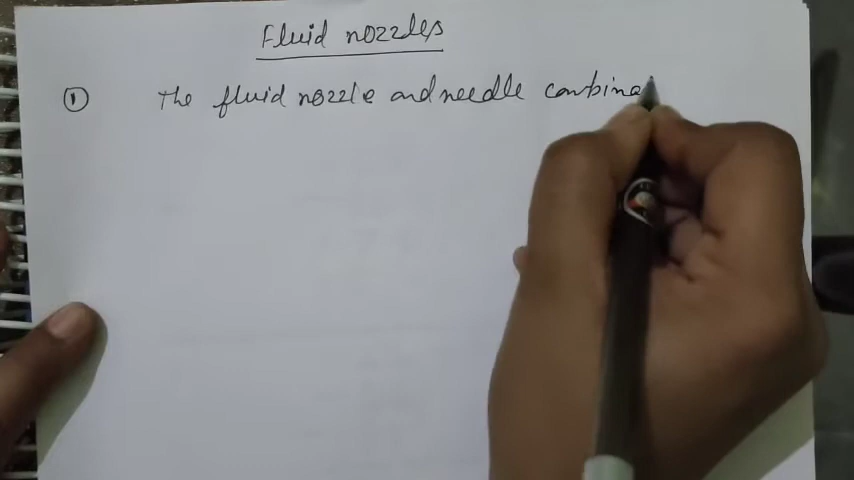 Fluid nozzles
① The fluid nozzle and needle combina